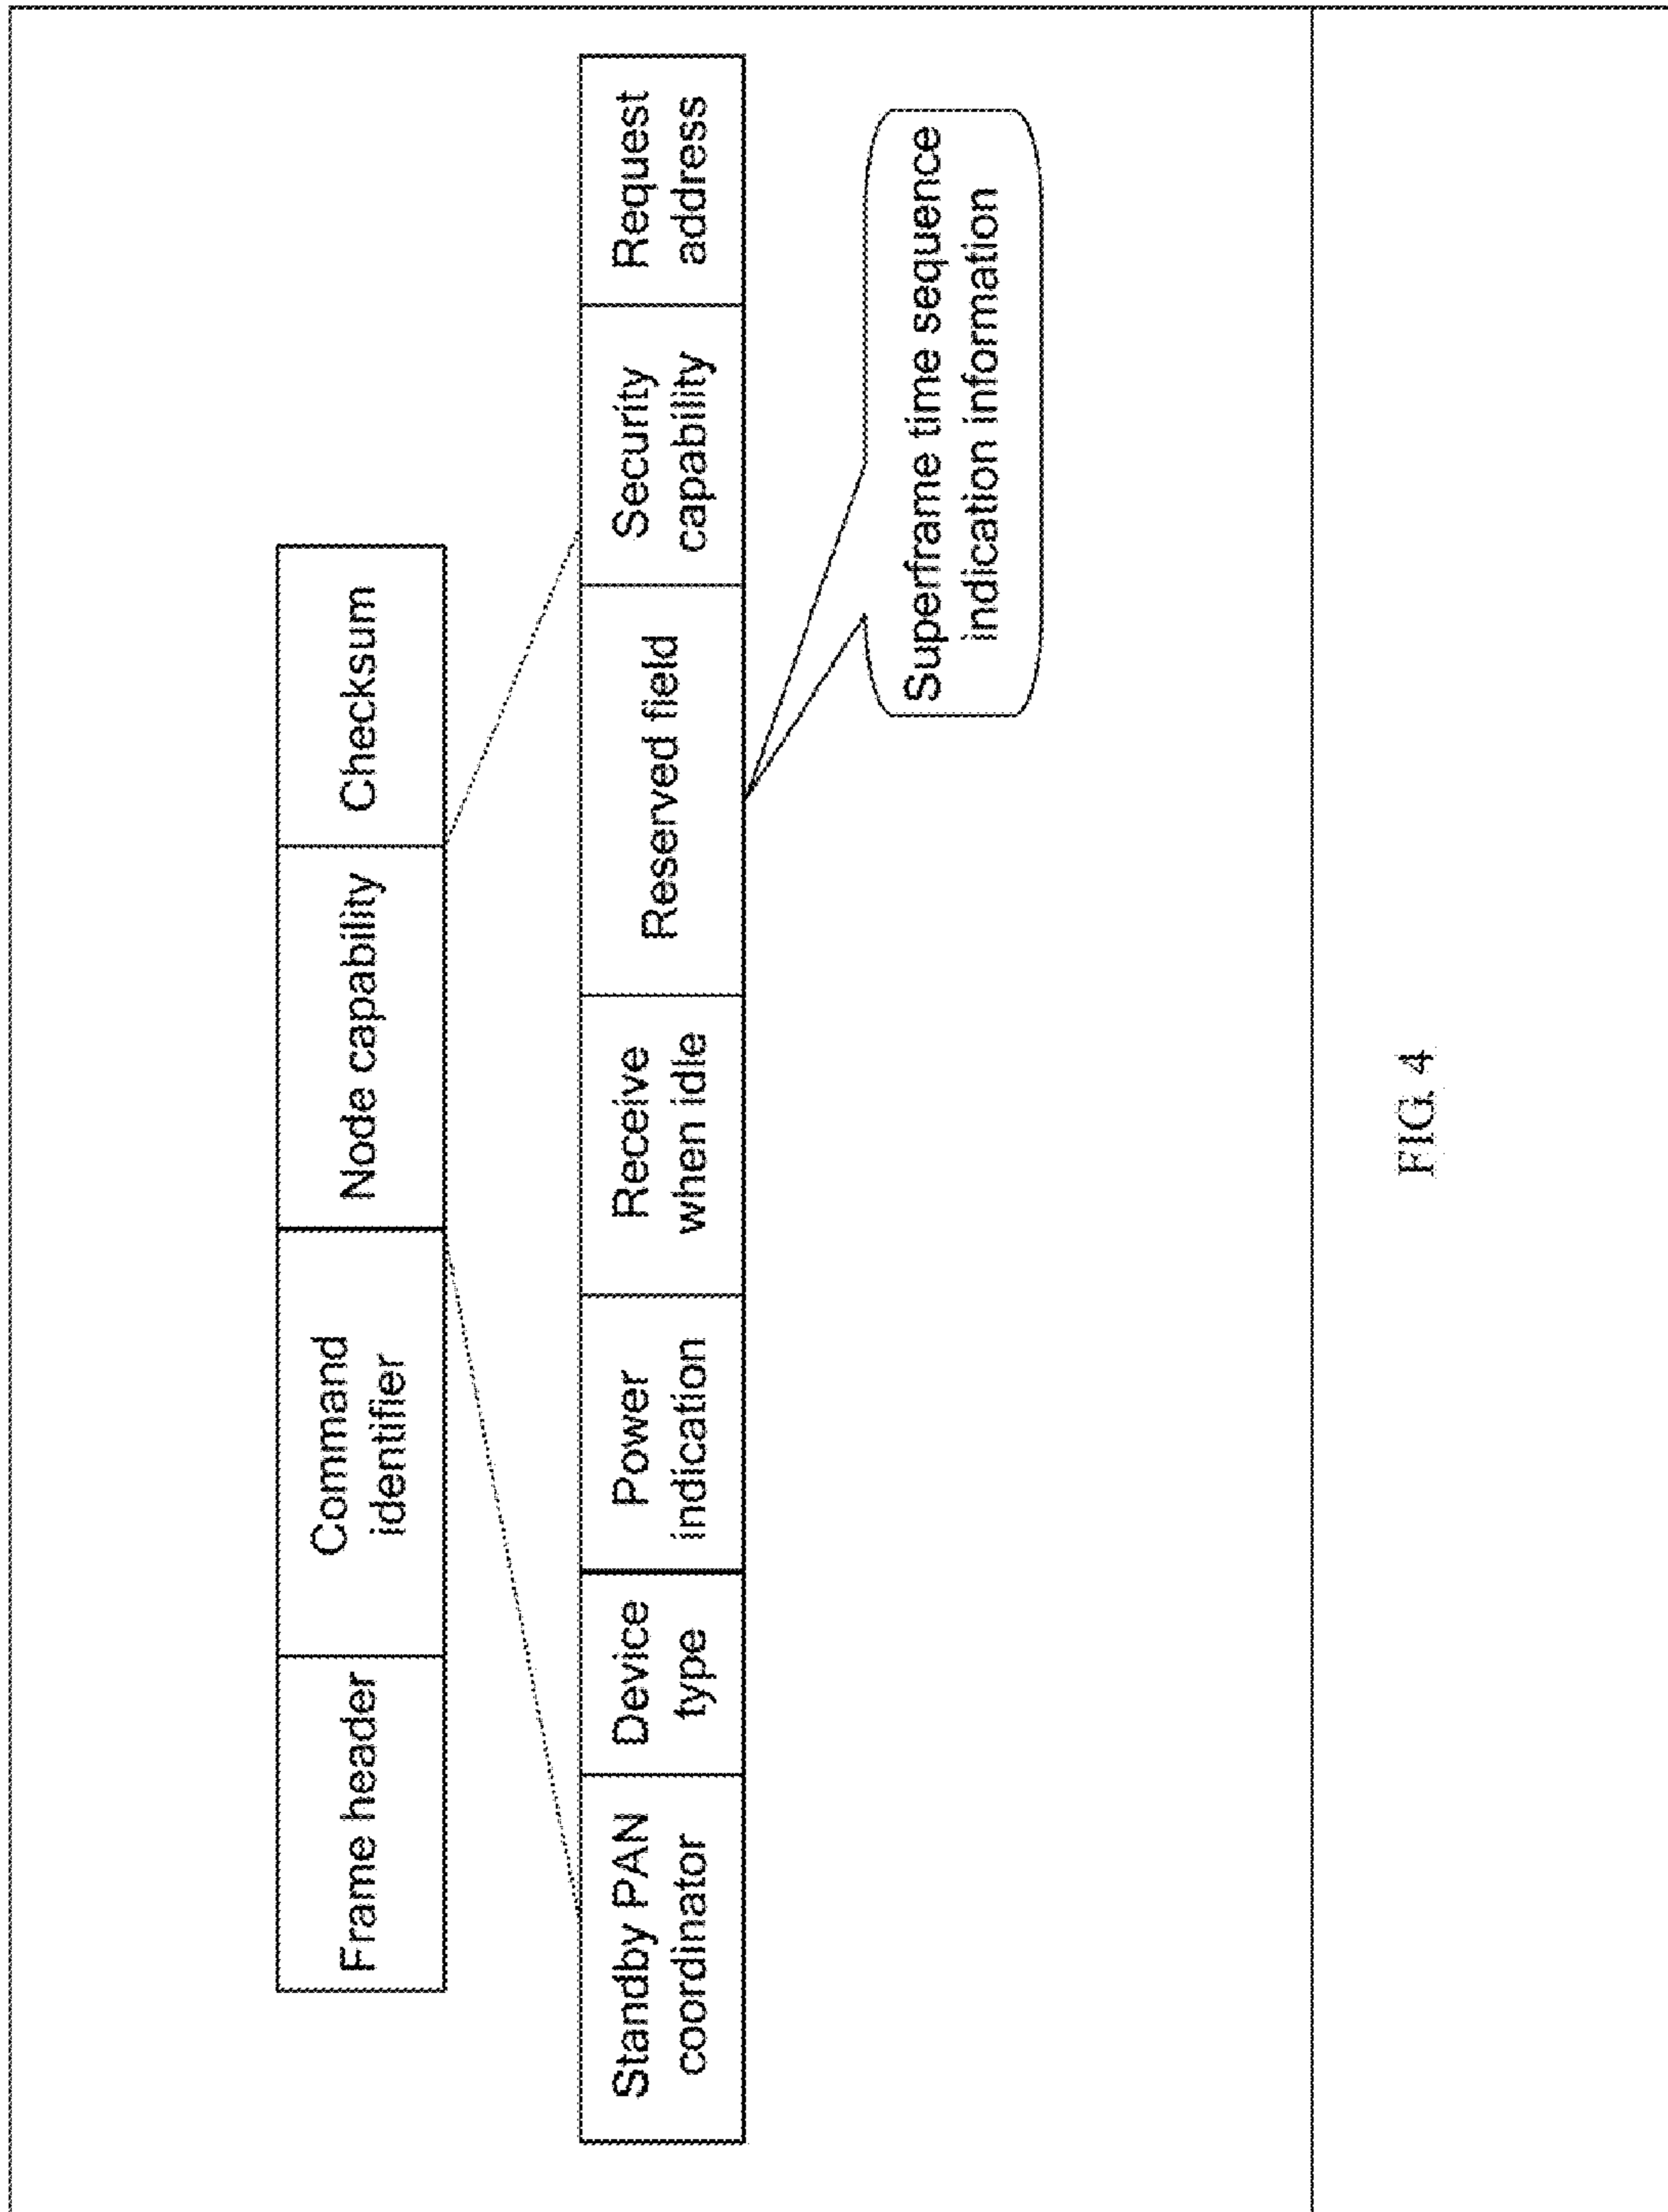 Frame header
Command
identifier
Node capability
Checksum
Standby PAN
coordinator
Device
type
Power
indication
Receive
when idle
Reserved field
Security
capability
Request
address
Superframe time sequence
indication information
FIG. 4